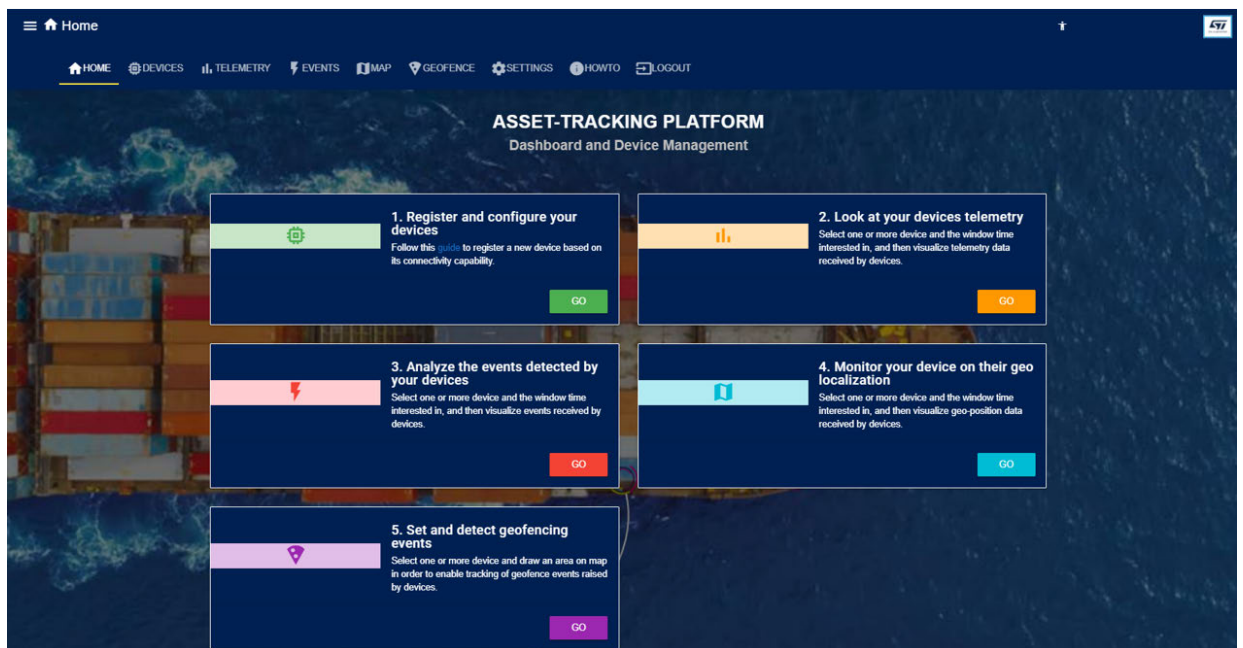 Home
HOME DEVICES TELEMETRY EVENTS MAP GEOFENCE SETTINGS HOWTO LOGOUT
ASSET-TRACKING PLATFORM
Dashboard and Device Management
1. Register and configure your
devices
Follow this guide to register a new device based on
its connectivity capability.
GO
2. Look at your devices telemetry
Select one or more device and the window time
interested in, and then visualize telemetry data
received by devices.
GO
3. Analyze the events detected by
your devices
Select one or more device and the window time
interested in, and then visualize events received by
devices.
GO
4. Monitor your device on their geo
localization
Select one or more device and the window time
interested in, and then visualize geo-position data
received by devices.
GO
5. Set and detect geofencing
events
Select one or more device and draw an area on map
in order to enable tracking of geofence events raised
by devices.
GO